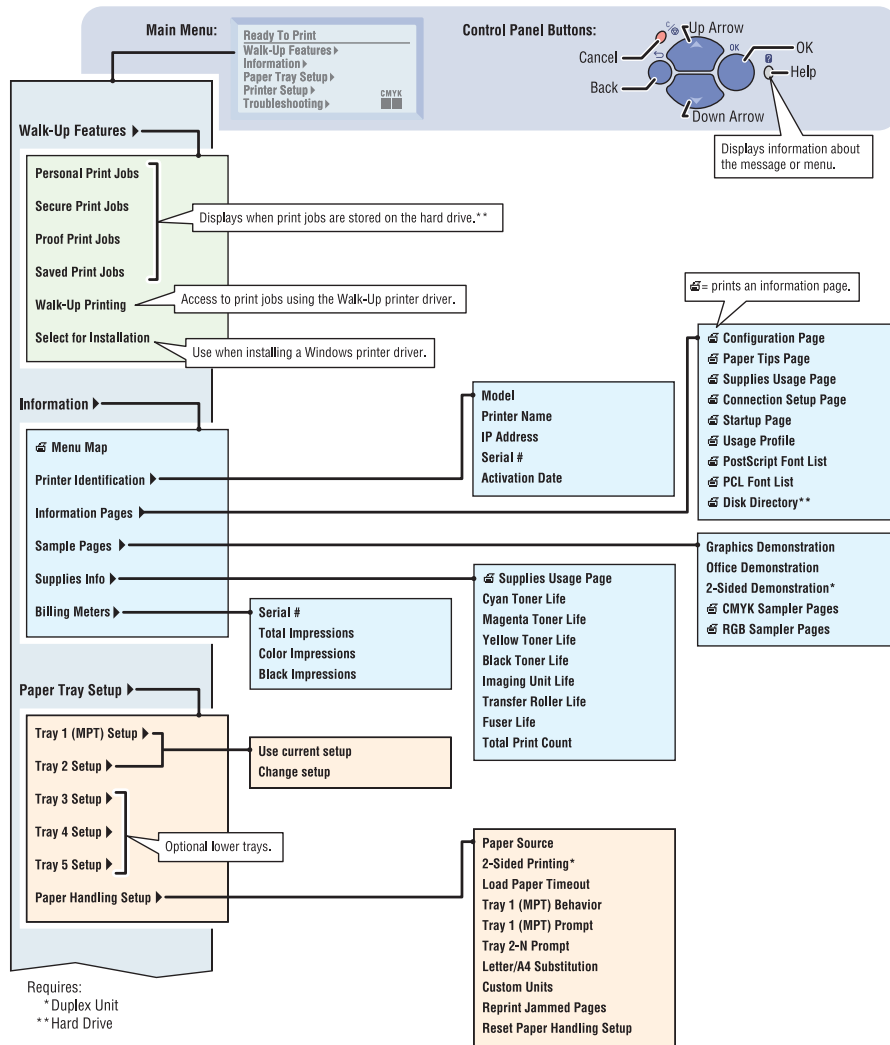 Main Menu:
Ready To Print
Walk-Up Features
Information
Paper Tray Setup
Printer Setup
Troubleshooting
CMYK
Control Panel Buttons:
Up Arrow
Cancel
OK
OK
?
Help
Back
Down Arrow
Displays information about
the message or menu.
Walk-Up Features
Personal Print Jobs
Secure Print Jobs
Proof Print Jobs
Saved Print Jobs
Displays when print jobs are stored on the hard drive.**
Walk-Up Printing
Access to print jobs using the Walk-Up printer driver.
Select for Installation
Use when installing a Windows printer driver.
= prints an information page.
Configuration Page
Paper Tips Page
Supplies Usage Page
Connection Setup Page
Startup Page
Usage Profile
PostScript Font List
PCL Font List
Disk Directory**
Information
Menu Map
Printer Identification
Information Pages
Sample Pages
Supplies Info
Billing Meters
Model
Printer Name
IP Address
Serial #
Activation Date
Graphics Demonstration
Office Demonstration
2-Sided Demonstration*
CMYK Sampler Pages
RGB Sampler Pages
Supplies Usage Page
Cyan Toner Life
Magenta Toner Life
Yellow Toner Life
Black Toner Life
Imaging Unit Life
Transfer Roller Life
Fuser Life
Total Print Count
Serial #
Total Impressions
Color Impressions
Black Impressions
Paper Tray Setup
Tray 1 (MPT) Setup
Tray 2 Setup
Tray 3 Setup
Tray 4 Setup
Tray 5 Setup
Paper Handling Setup
Use current setup
Change setup
Optional lower trays.
Paper Source
2-Sided Printing*
Load Paper Timeout
Tray 1 (MPT) Behavior
Tray 1 (MPT) Prompt
Tray 2-N Prompt
Letter/A4 Substitution
Custom Units
Reprint Jammed Pages
Reset Paper Handling Setup
Requires:
*Duplex Unit
**Hard Drive